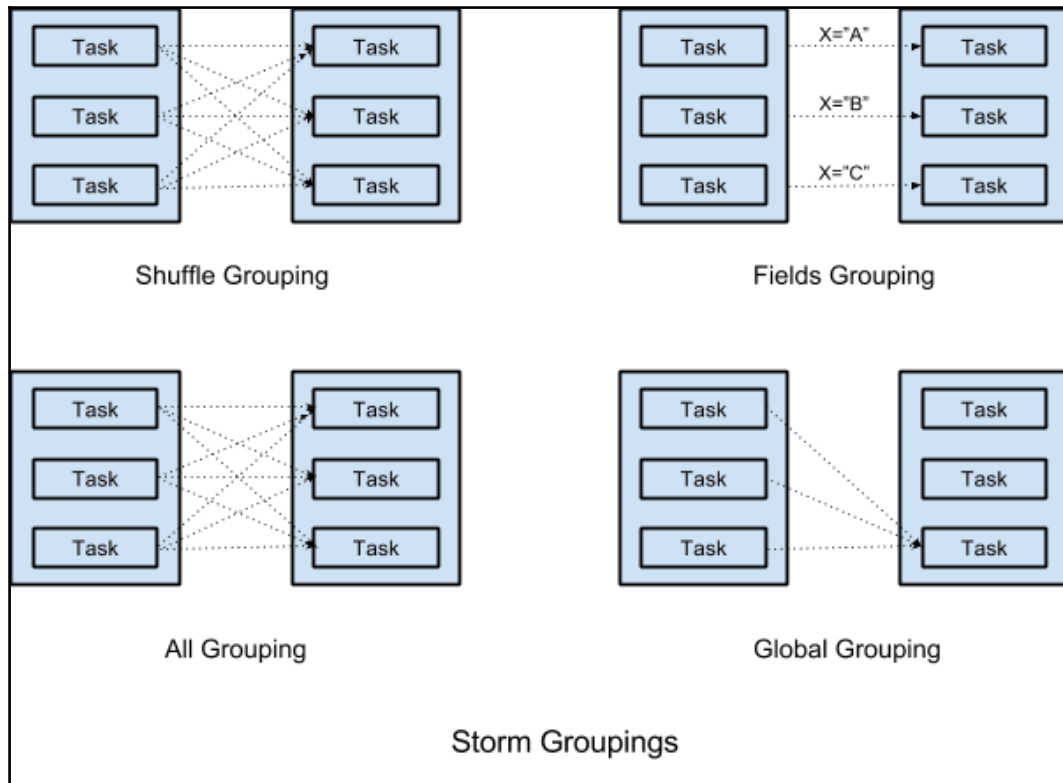 Task
Task
Task
Task
Task
Task
Shuffle Grouping
Task
Task
Task
X="A"
X="B"
X="C"
Task
Task
Task
Fields Grouping
Task
Task
Task
Task
Task
Task
All Grouping
Task
Task
Task
Task
Task
Task
Global Grouping
Storm Groupings